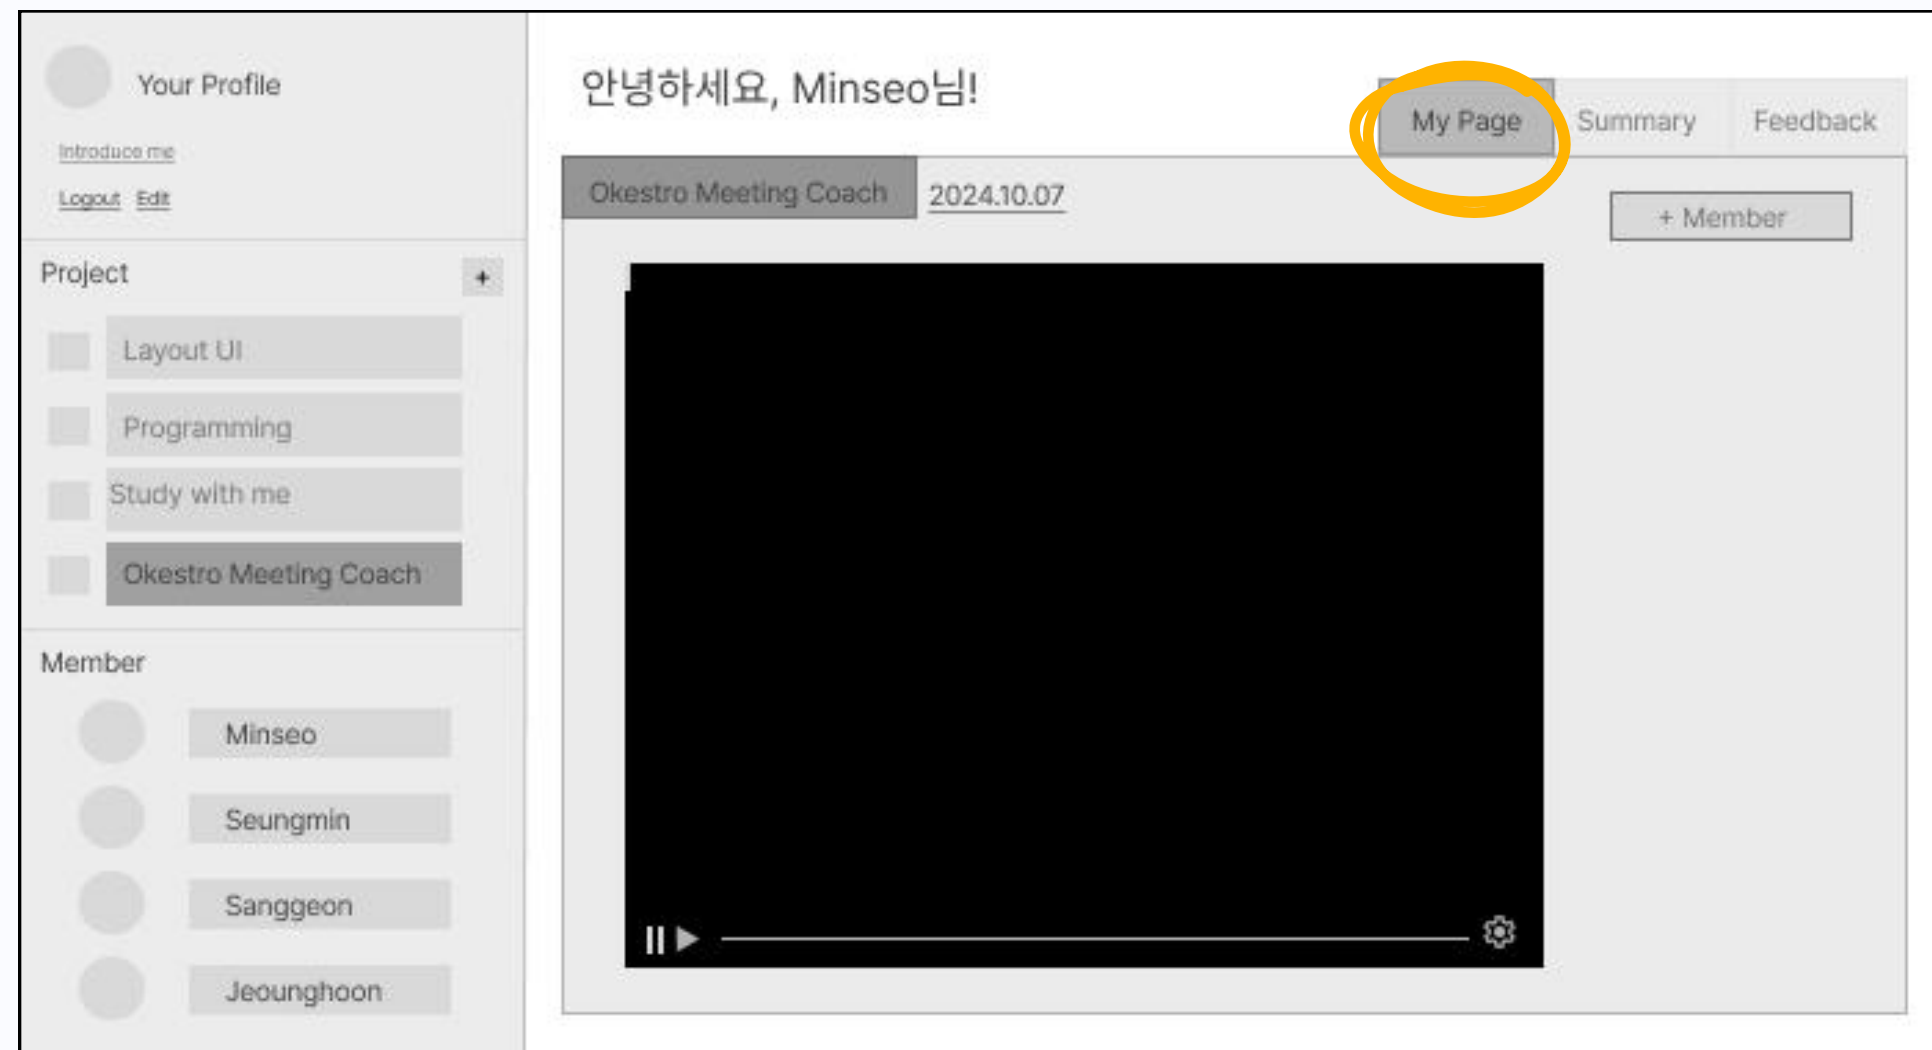 Your Profile
Introduce me
Logout Edit
Project +
Layout UI
Programming
Study with me
Okestro Meeting Coach
Member
Minseo
Seungmin
Sanggeon
Jeounghoon
안녕하세요, Minseo님!
My Page Summary Feedback
Okestro Meeting Coach 2024.10.07
+ Member